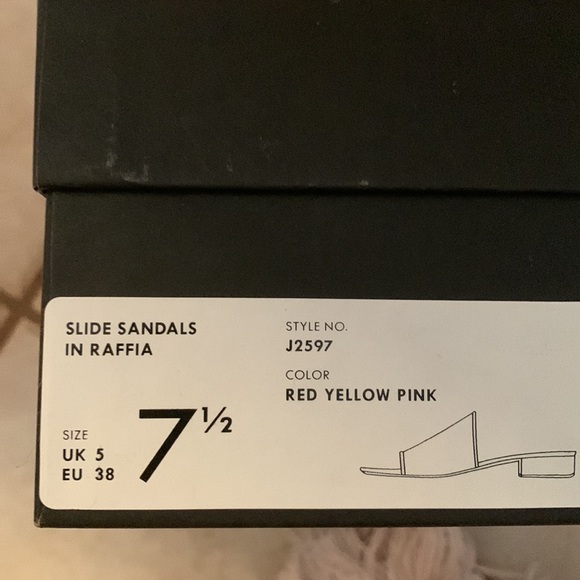 SLIDE SANDALS
IN RAFFIA
STYLE NO.
J2597
COLOR
RED YELLOW PINK
SIZE
UK 5
EU 38
7½